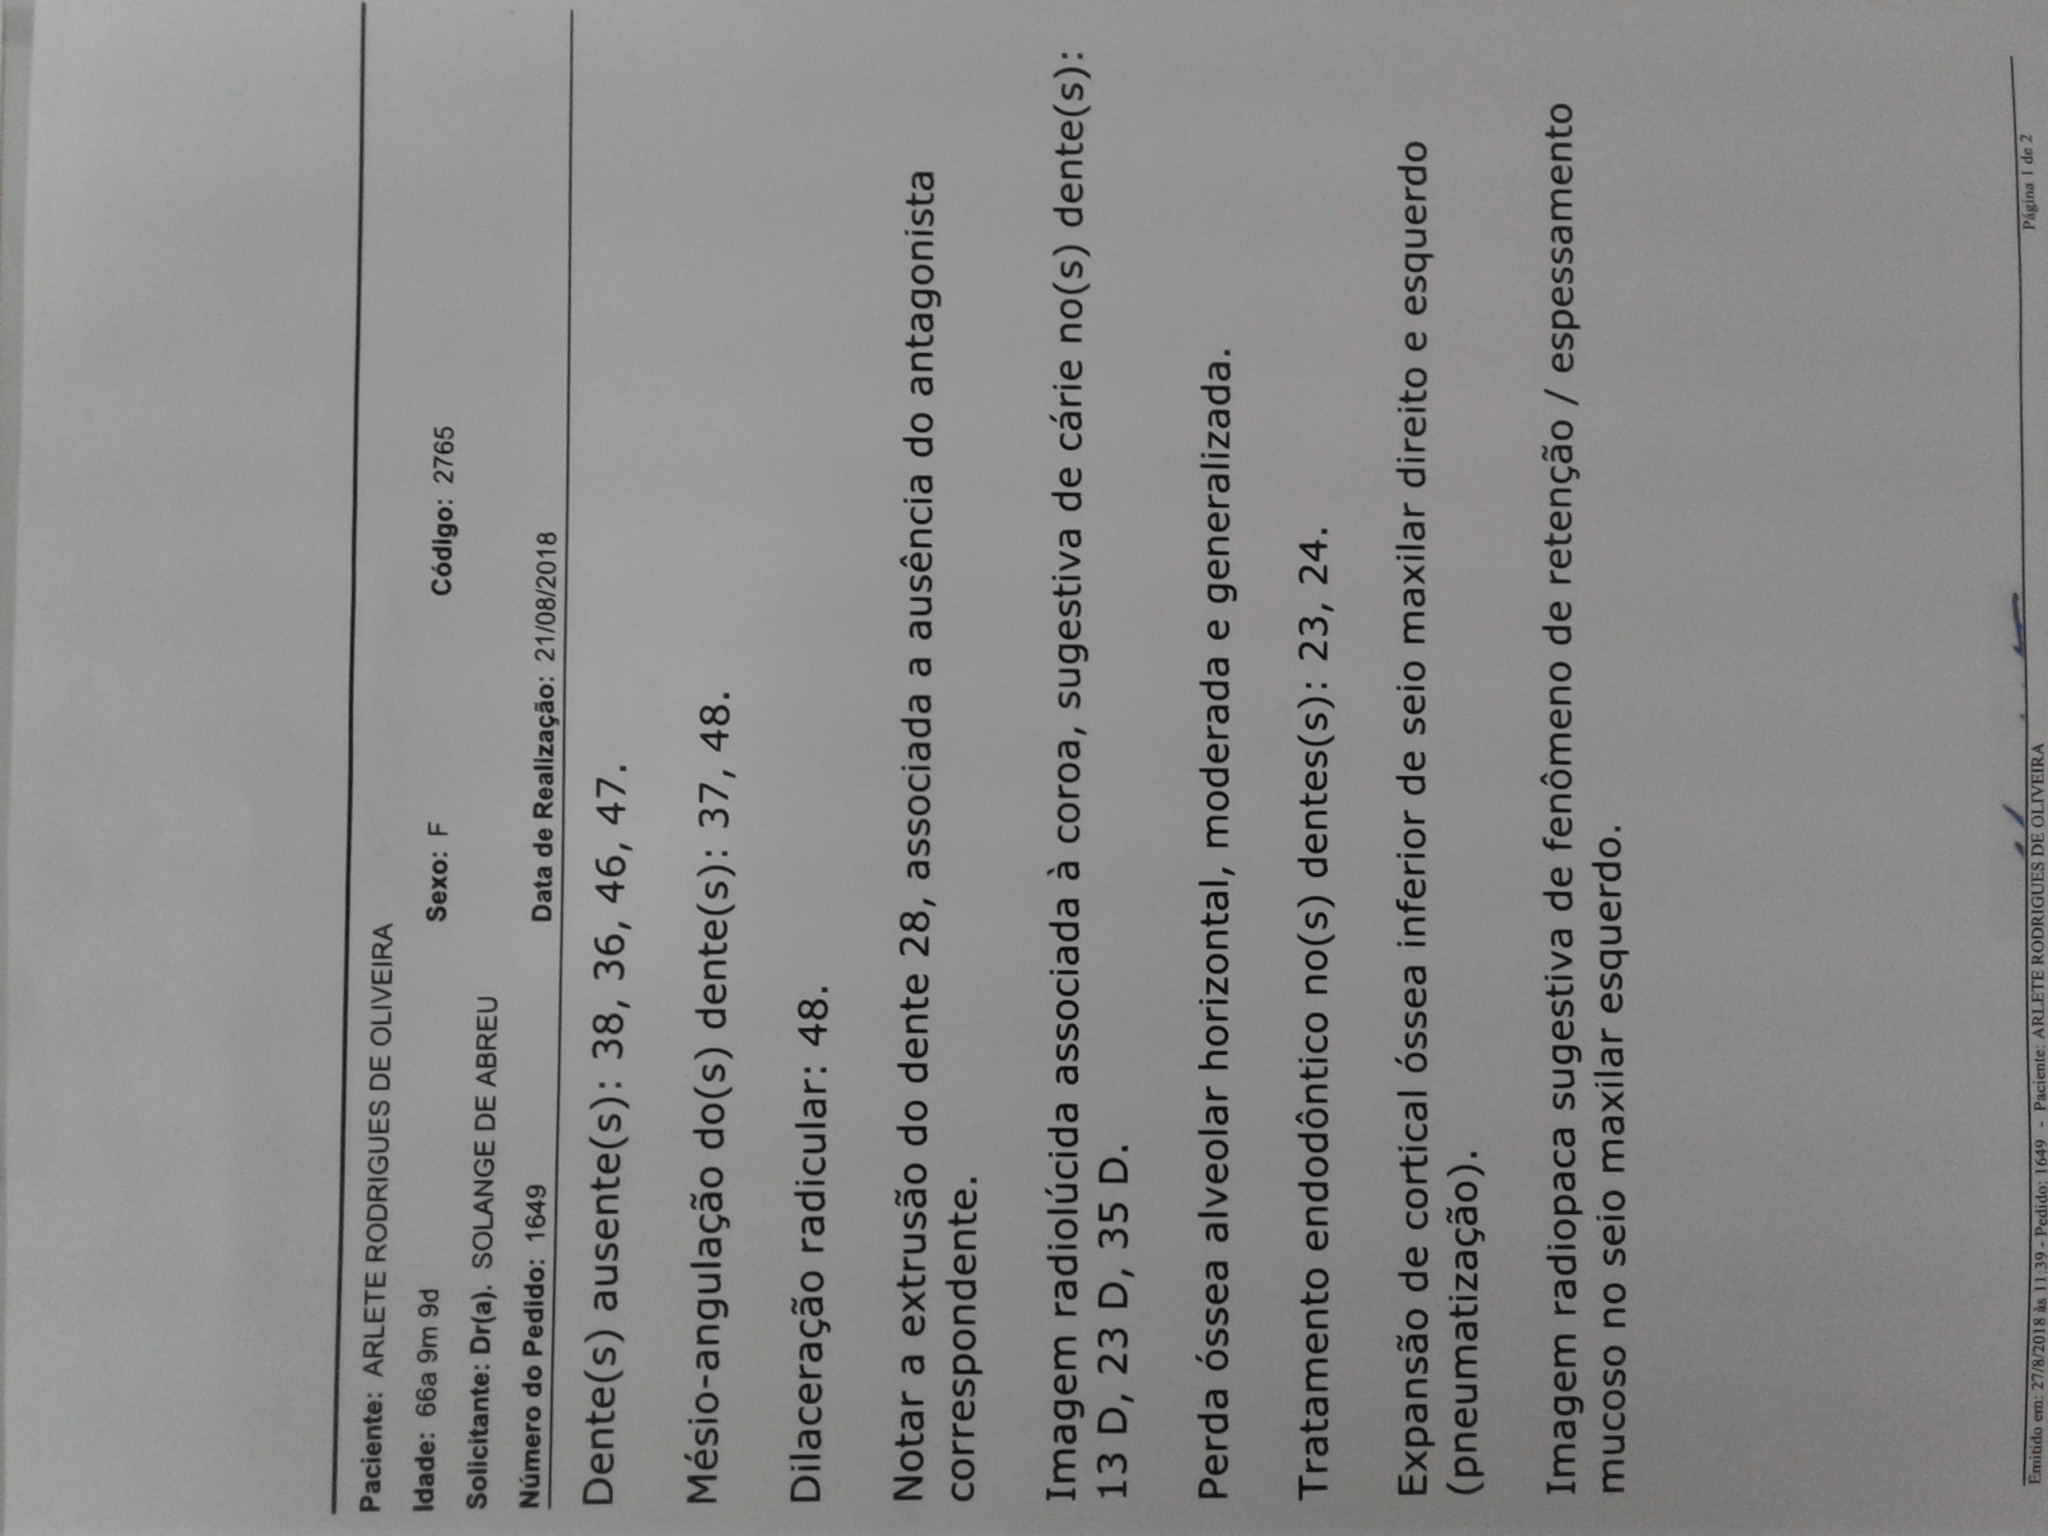 Paciente: ARLETE RODRIGUES DE OLIVEIRA
Idade: 66a 9m 9d Sexo: F Código: 2765
Solicitante: Dr(a). SOLANGE DE ABREU
Número do Pedido: 1649 Data de Realização: 21/08/2018
Dente(s) ausente(s): 38, 36, 46, 47.
Mésio-angulação do(s) dente(s): 37, 48.
Dilaceração radicular: 48.
Notar a extrusão do dente 28, associada a ausência do antagonista
correspondente.
Imagem radiolúcida associada à coroa, sugestiva de cárie no(s) dente(s):
13 D, 23 D, 35 D.
Perda óssea alveolar horizontal, moderada e generalizada.
Tratamento endodôntico no(s) dentes(s): 23, 24.
Expansão de cortical óssea inferior de seio maxilar direito e esquerdo
(pneumatização).
Imagem radiopaca sugestiva de fenômeno de retenção / espessamento
mucoso no seio maxilar esquerdo.
Emitido em: 27/8/2018 às 11:39 - Pedido: 1649 - Paciente: ARLETE RODRIGUES DE OLIVEIRA Página 1 de 2